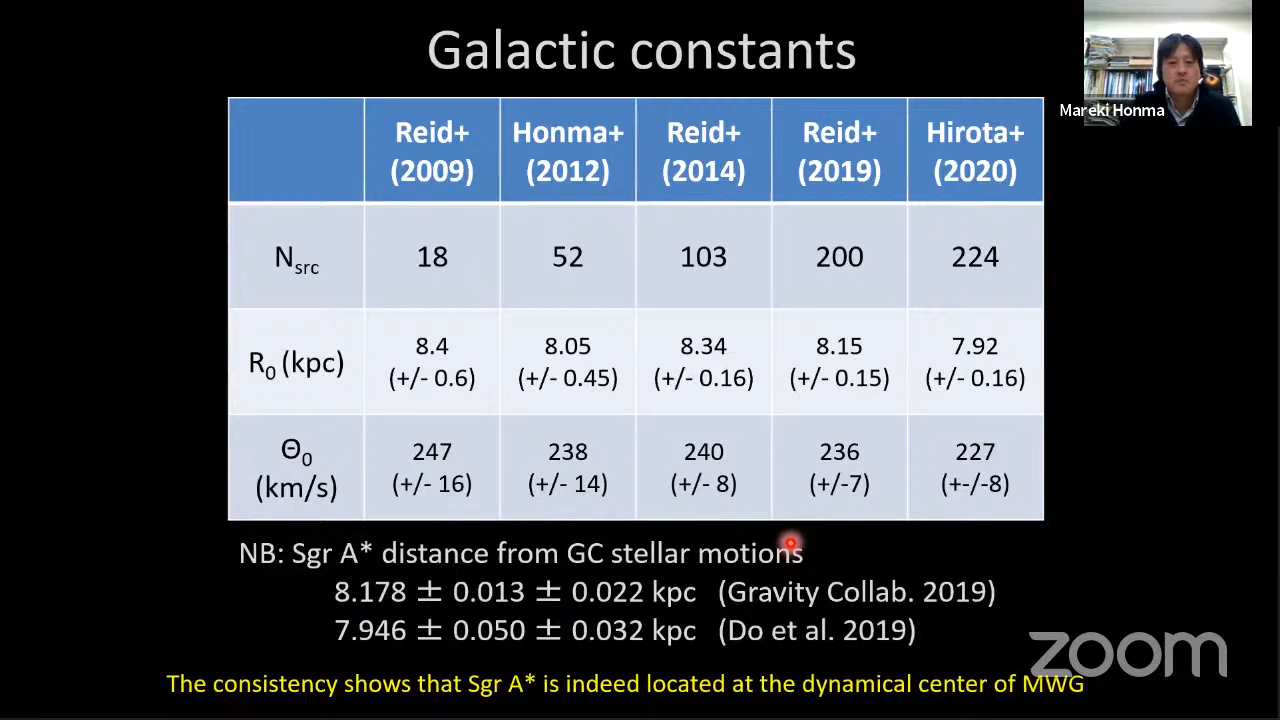 Galactic constants
Mareki Honma
Reid+ (2009) Honma+ (2012) Reid+ (2014) Reid+ (2019) Hirota+ (2020)
Nsrc 18 52 103 200 224
R0 (kpc) 8.4 (+/- 0.6) 8.05 (+/- 0.45) 8.34 (+/- 0.16) 8.15 (+/- 0.15) 7.92 (+/- 0.16)
Θ0 (km/s) 247 (+/- 16) 238 (+/- 14) 240 (+/- 8) 236 (+/-7) 227 (+-/-8)
NB: Sgr A* distance from GC stellar motions
8.178 ± 0.013 ± 0.022 kpc (Gravity Collab. 2019)
7.946 ± 0.050 ± 0.032 kpc (Do et al. 2019)
zoom
The consistency shows that Sgr A* is indeed located at the dynamical center of MWG